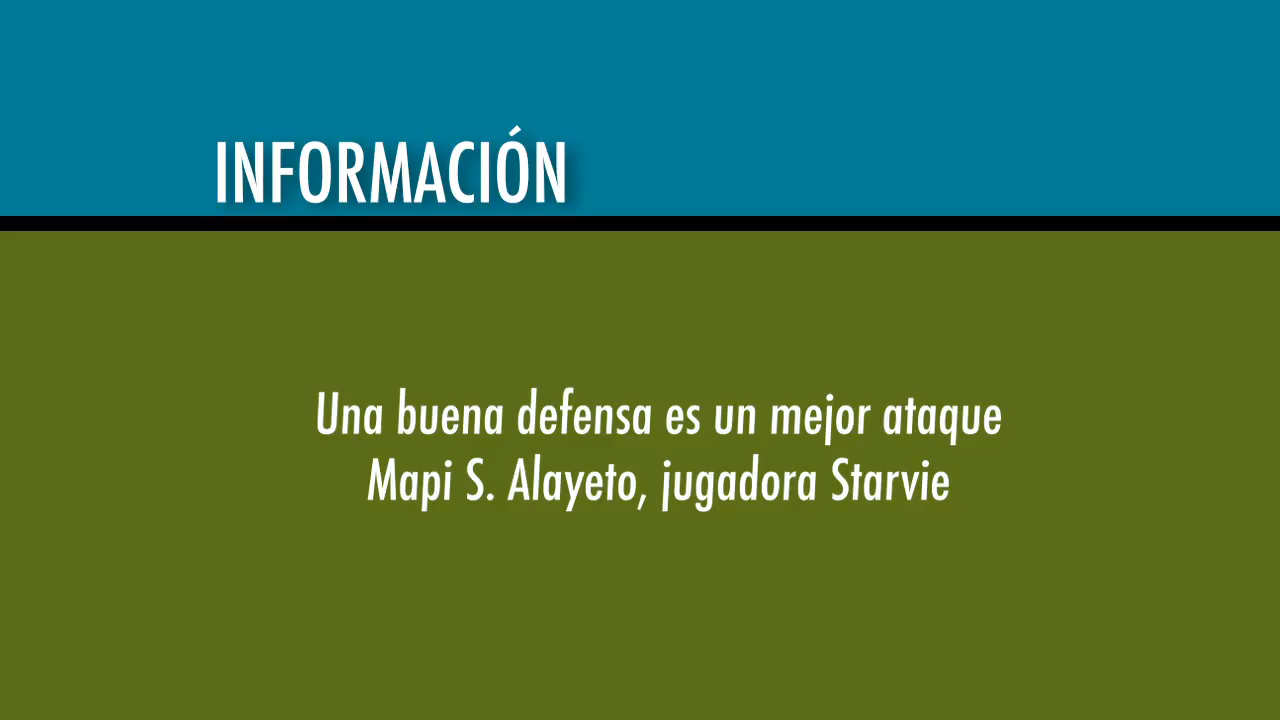 INFORMACIÓN
Una buena defensa es un mejor ataque
Mapi S. Alayeto, jugadora Starvie